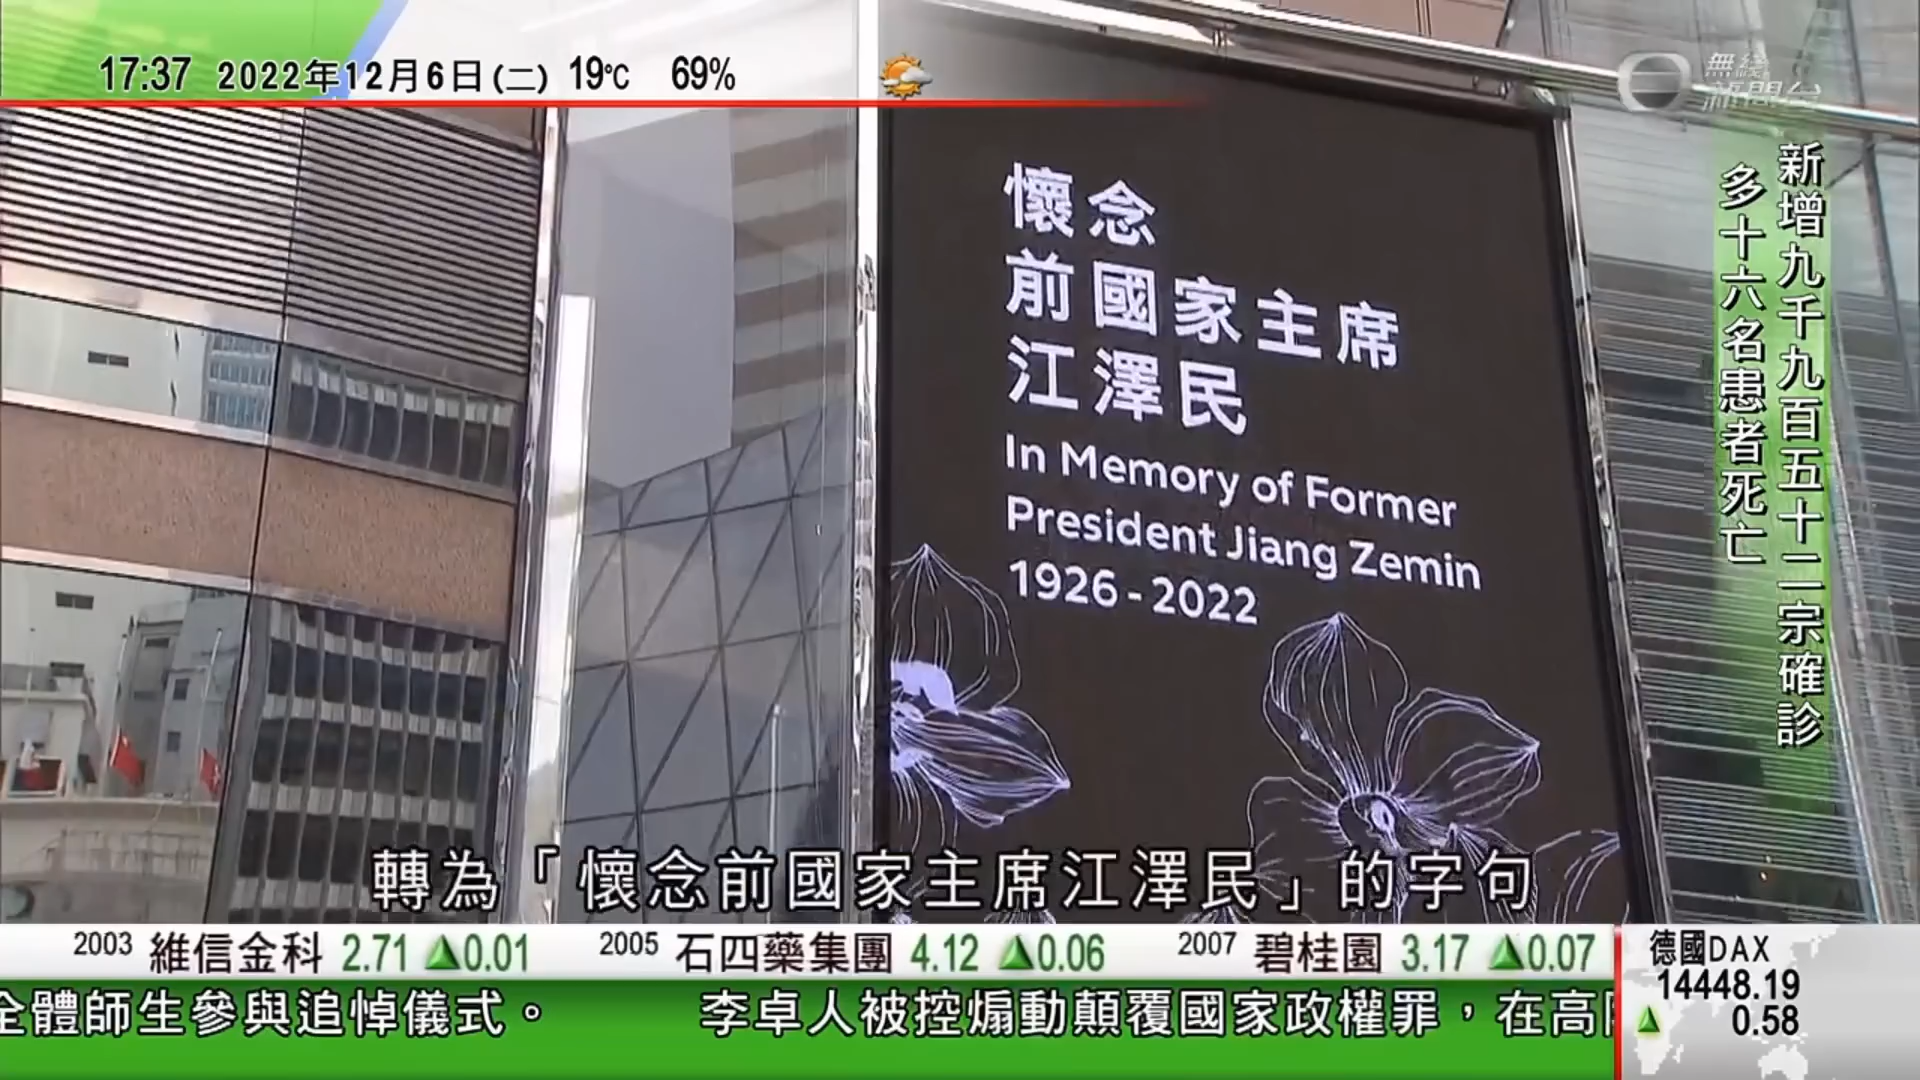 17:37 2022年12月6日(二) 19℃ 69%
無綫
新聞台
新增九千九百五十二宗確診
多十六名患者死亡
懷念
前國家主席
江澤民
In Memory of Former
President Jiang Zemin
1926 - 2022
轉為「懷念前國家主席江澤民」的字句
2003 維信金科 2.71 ▲0.01 2005 石四藥集團 4.12 ▲0.06 2007 碧桂園 3.17 ▲0.07
德國DAX
14448.19
▲ 0.58
全體師生參與追悼儀式。 李卓人被控煽動顛覆國家政權罪，在高